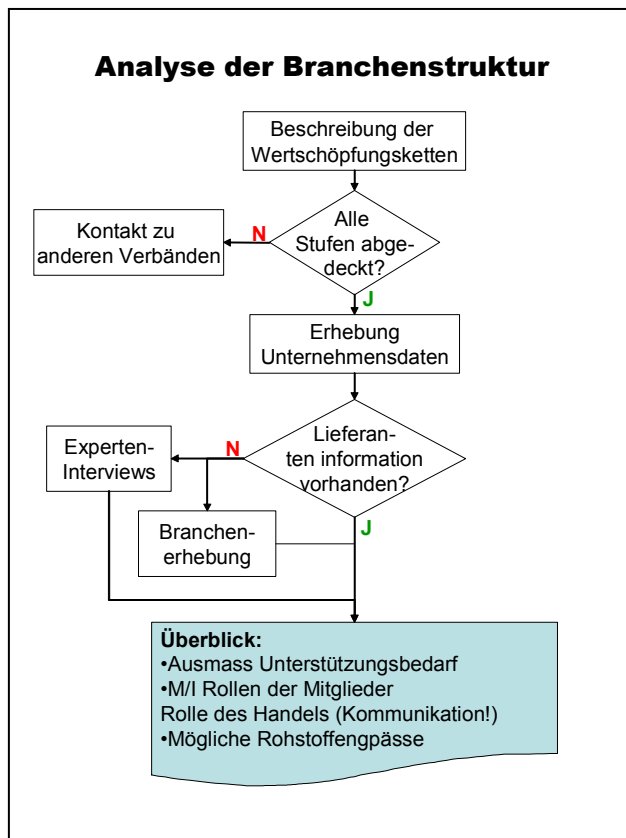 Analyse der Branchenstruktur
Beschreibung der
Wertschöpfungsketten
Alle
Stufen abge-
deckt?
N
Kontakt zu
anderen Verbänden
J
Erhebung
Unternehmensdaten
Lieferan-
ten information
vorhanden?
N
Experten-
Interviews
J
Branchen-
erhebung
Überblick:
•Ausmass Unterstützungsbedarf
•M/I Rollen der Mitglieder
Rolle des Handels (Kommunikation!)
•Mögliche Rohstoffengpässe